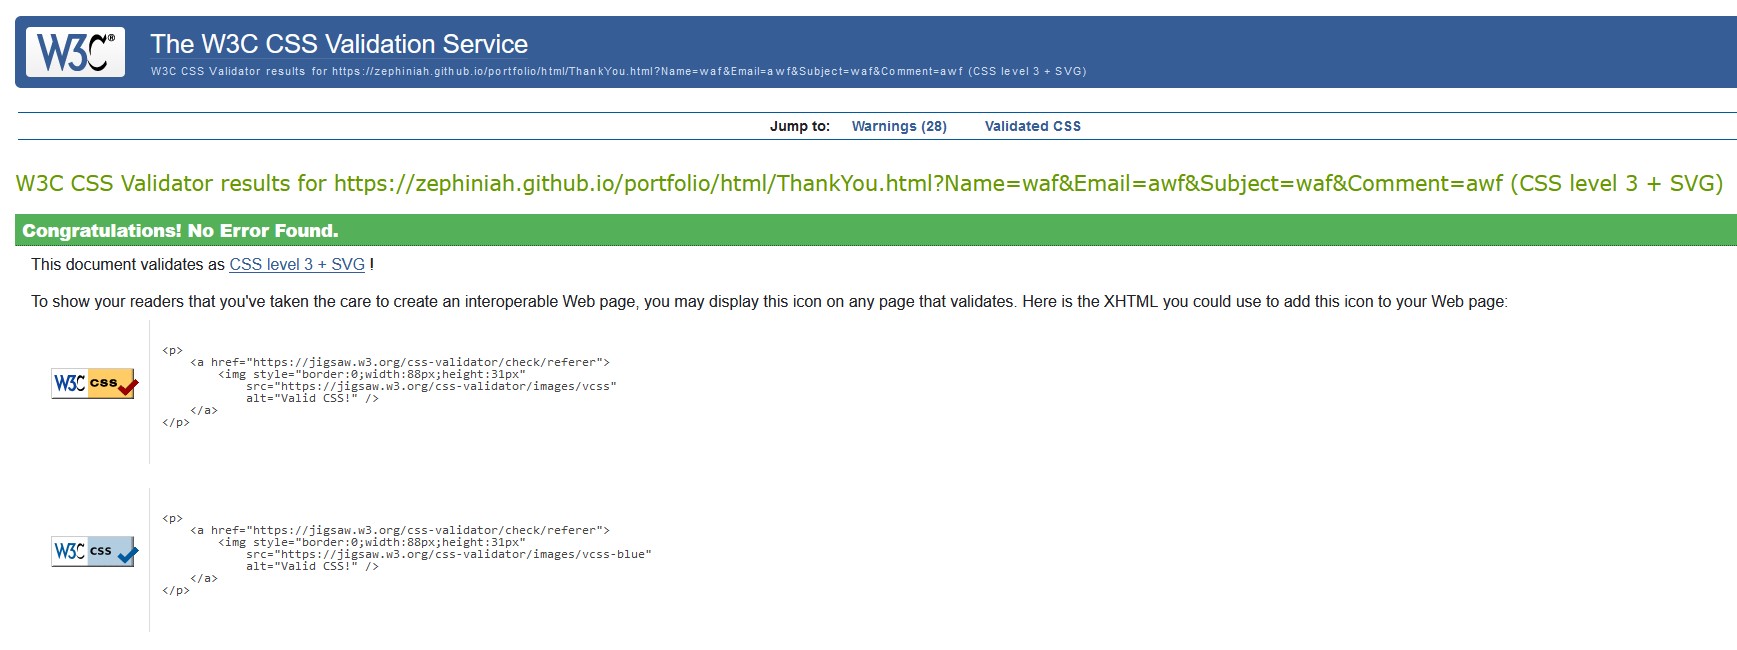 W3C®
The W3C CSS Validation Service
W3C CSS Validator results for https://zephiniah.github.io/portfolio/html/ThankYou.html?Name=waf&Email=awf&Subject=waf&Comment=awf (CSS level 3 + SVG)
Jump to: Warnings (28) Validated CSS
W3C CSS Validator results for https://zephiniah.github.io/portfolio/html/ThankYou.html?Name=waf&Email=awf&Subject=waf&Comment=awf (CSS level 3 + SVG)
Congratulations! No Error Found.
This document validates as CSS level 3 + SVG !
To show your readers that you've taken the care to create an interoperable Web page, you may display this icon on any page that validates. Here is the XHTML you could use to add this icon to your Web page:
W3C css
<p>
<a href="https://jigsaw.w3.org/css-validator/check/referer">
<img style="border:0;width:88px;height:31px"
src="https://jigsaw.w3.org/css-validator/images/vcss"
alt="Valid CSS!" />
</a>
</p>
W3C css
<p>
<a href="https://jigsaw.w3.org/css-validator/check/referer">
<img style="border:0;width:88px;height:31px"
src="https://jigsaw.w3.org/css-validator/images/vcss-blue"
alt="Valid CSS!" />
</a>
</p>